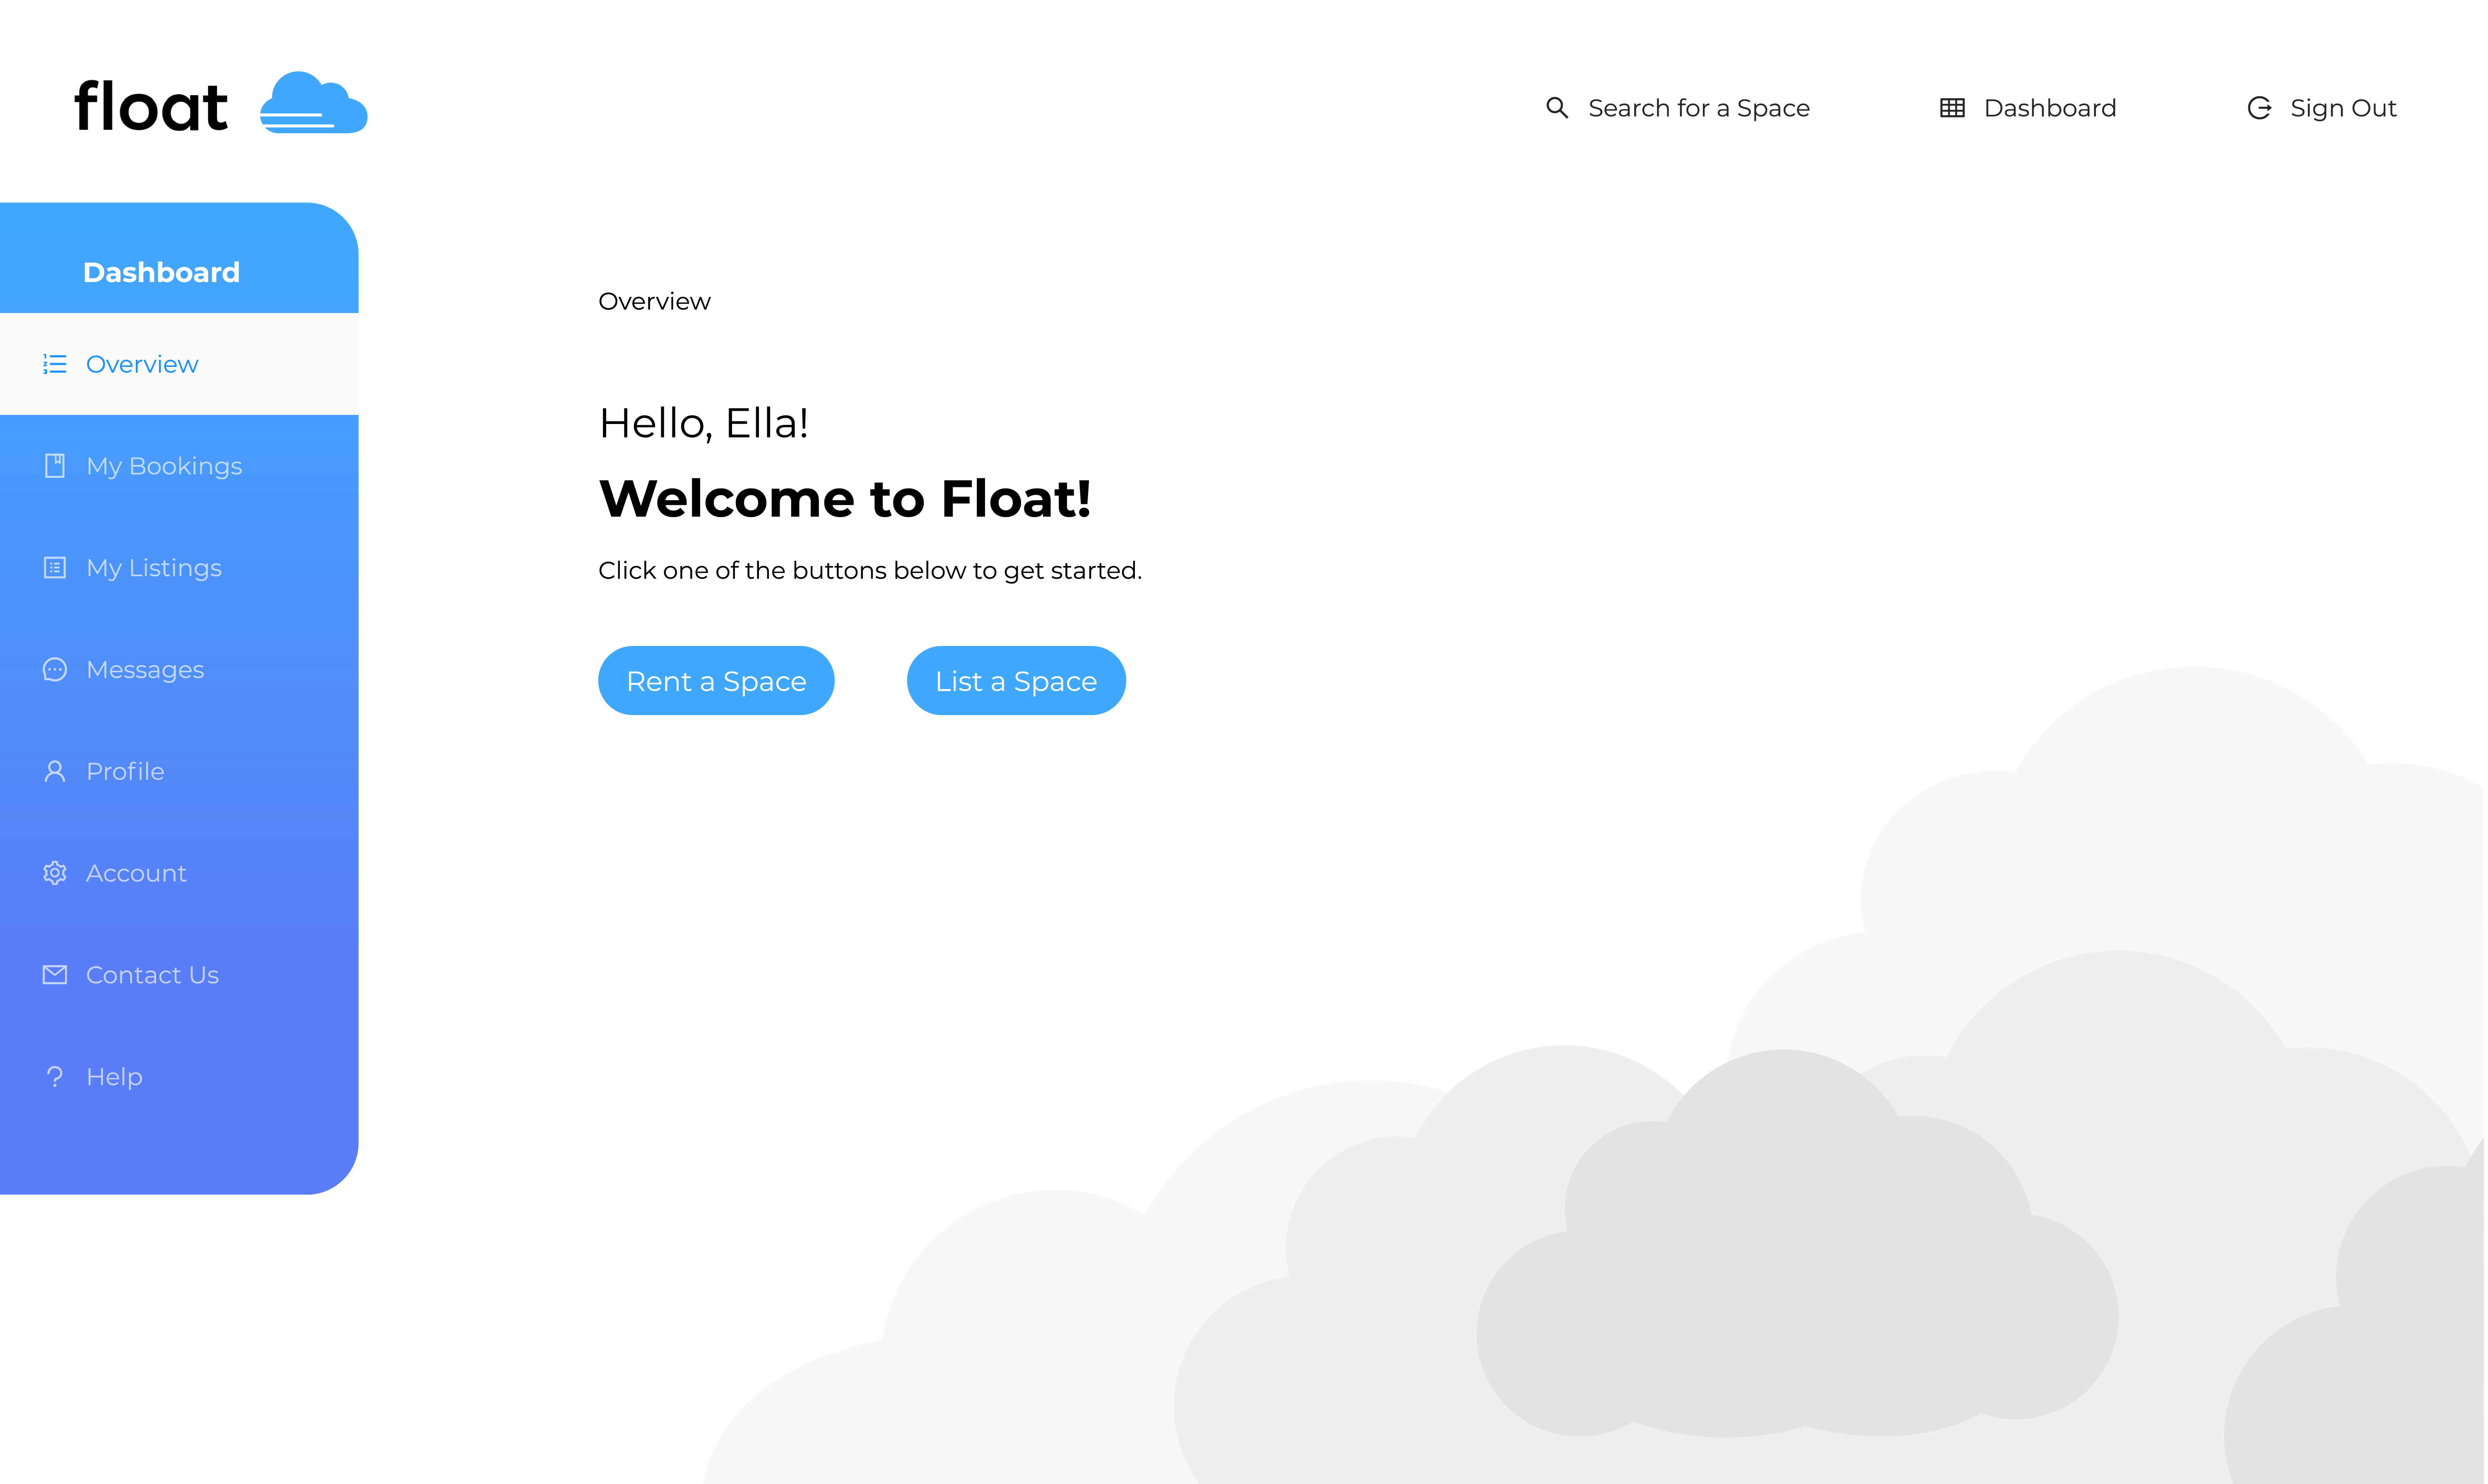 float
Search for a Space
Dashboard
Sign Out
Dashboard
Overview
My Bookings
My Listings
Messages
Profile
Account
Contact Us
Help
Overview
Hello, Ella!
Welcome to Float!
Click one of the buttons below to get started.
Rent a Space
List a Space